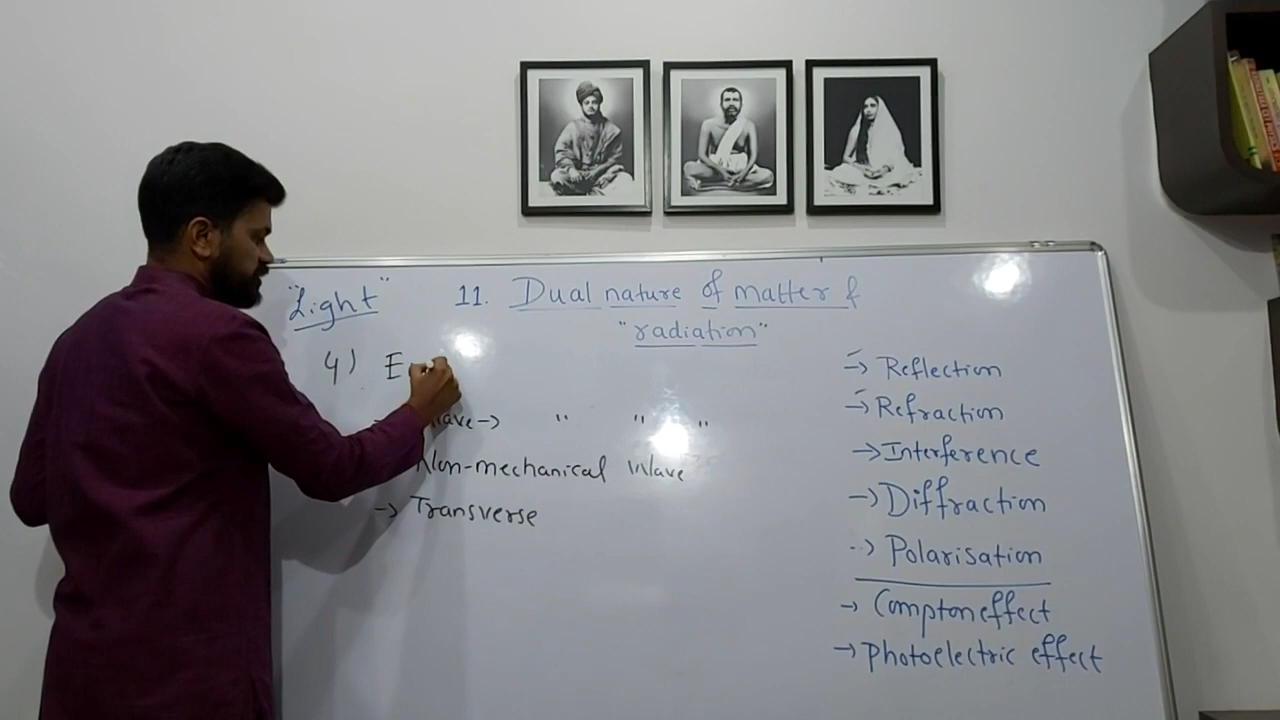 "Light"
11. Dual nature of matter &
"radiation"
4) E
wave-> " " "
Non-mechanical wave
-> Transverse
-> Reflection
-> Refraction
-> Interference
-> Diffraction
-> Polarisation
-> Compton effect
-> Photoelectric effect